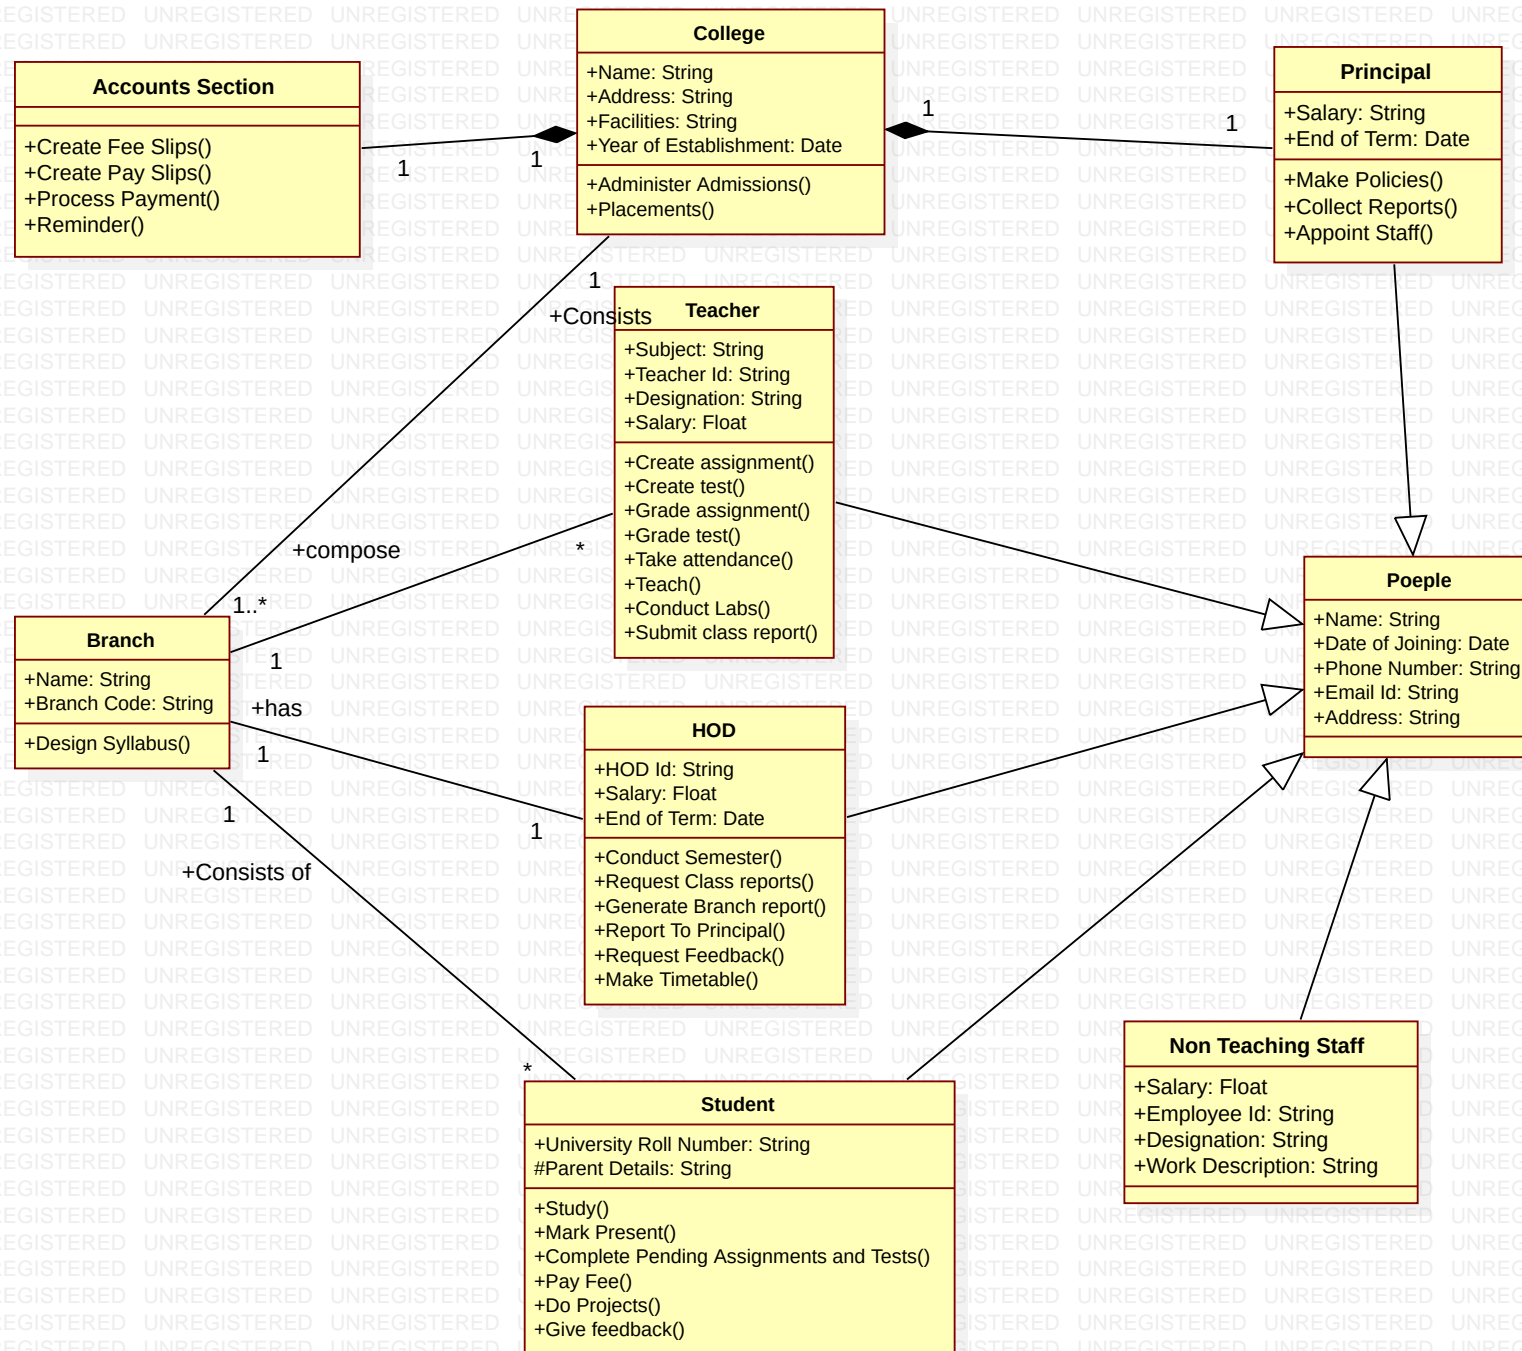 College
+Name: String
+Address: String
+Facilities: String
+Year of Establishment: Date
+Administer Admissions()
+Placements()
Accounts Section
+Create Fee Slips()
+Create Pay Slips()
+Process Payment()
+Reminder()
Principal
+Salary: String
+End of Term: Date
+Make Policies()
+Collect Reports()
+Appoint Staff()
1
1
1
1
1
+Consists
Teacher
+Subject: String
+Teacher Id: String
+Designation: String
+Salary: Float
+Create assignment()
+Create test()
+Grade assignment()
+Grade test()
+Take attendance()
+Teach()
+Conduct Labs()
+Submit class report()
+compose
*
1..*
1
Branch
+Name: String
+Branch Code: String
+Design Syllabus()
+has
1
1
1
+Consists of
*
HOD
+HOD Id: String
+Salary: Float
+End of Term: Date
+Conduct Semester()
+Request Class reports()
+Generate Branch report()
+Report To Principal()
+Request Feedback()
+Make Timetable()
Poeple
+Name: String
+Date of Joining: Date
+Phone Number: String
+Email Id: String
+Address: String
Non Teaching Staff
+Salary: Float
+Employee Id: String
+Designation: String
+Work Description: String
Student
+University Roll Number: String
#Parent Details: String
+Study()
+Mark Present()
+Complete Pending Assignments and Tests()
+Pay Fee()
+Do Projects()
+Give feedback()
UNREGISTERED